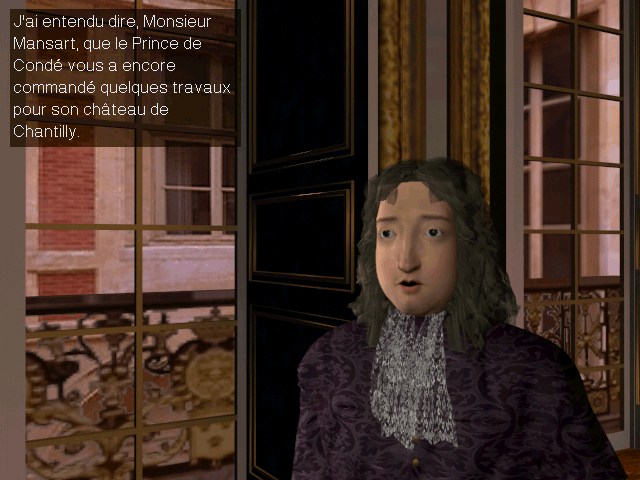 J'ai entendu dire, Monsieur
Mansart, que le Prince de
Condé vous a encore
commandé quelques travaux
pour son château de
Chantilly.